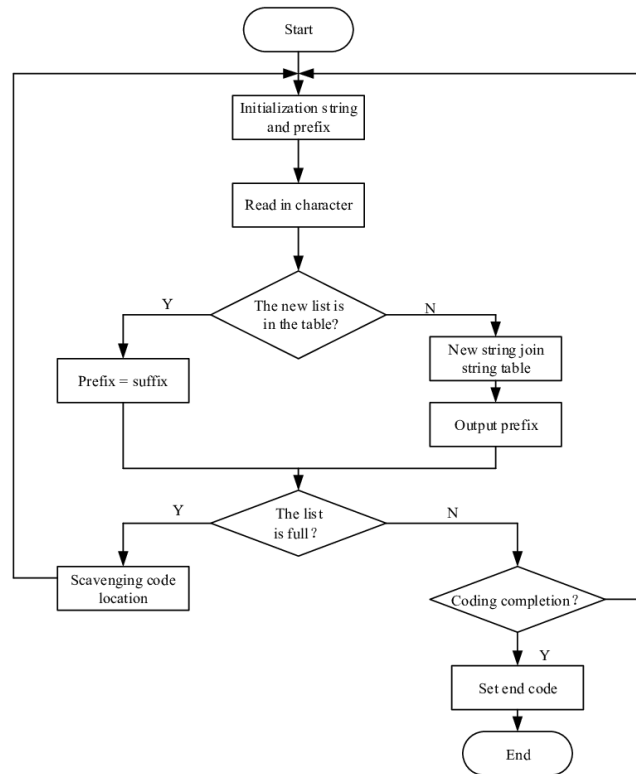 Start
Initialization string
and prefix
Read in character
The new list is
in the table?
Y
N
Prefix = suffix
New string join
string table
Output prefix
The list
is full?
Y
N
Scavenging code
location
Coding completion?
Y
Set end code
End